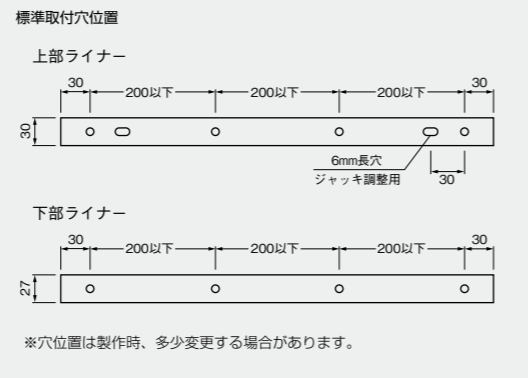 標準取付穴位置
上部ライナー
30 200以下 200以下 200以下 30
30
6mm長穴
ジャッキ調整用 30
下部ライナー
30 200以下 200以下 200以下 30
27
※穴位置は製作時、多少変更する場合があります。